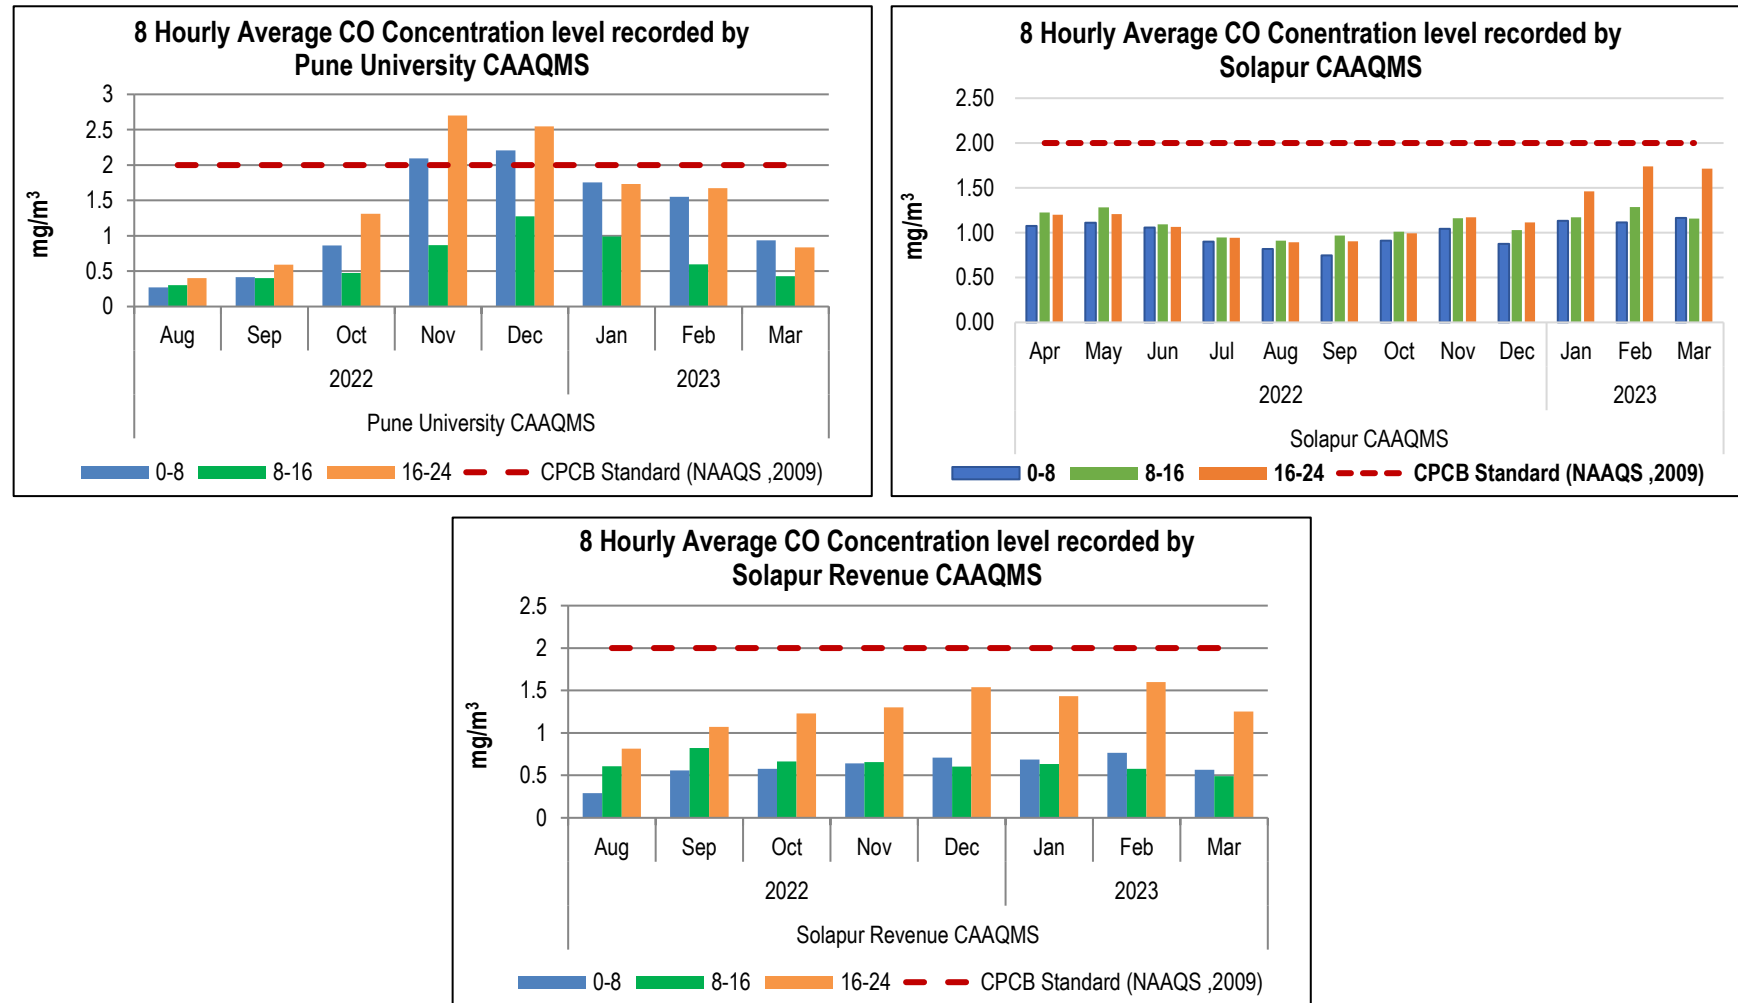 8 Hourly Average CO Concentration level recorded by
Pune University CAAQMS
3
2.5
2
1.5
1
0.5
0
mg/m³
Aug Sep Oct Nov Dec Jan Feb Mar
2022 2023
Pune University CAAQMS
0-8 8-16 16-24 CPCB Standard (NAAQS ,2009)
8 Hourly Average CO Conentration level recorded by
Solapur CAAQMS
2.50
2.00
1.50
1.00
0.50
0.00
mg/m³
Apr May Jun Jul Aug Sep Oct Nov Dec Jan Feb Mar
2022 2023
Solapur CAAQMS
0-8 8-16 16-24 CPCB Standard (NAAQS ,2009)
8 Hourly Average CO Concentration level recorded by
Solapur Revenue CAAQMS
2.5
2
1.5
1
0.5
0
mg/m³
Aug Sep Oct Nov Dec Jan Feb Mar
2022 2023
Solapur Revenue CAAQMS
0-8 8-16 16-24 CPCB Standard (NAAQS ,2009)